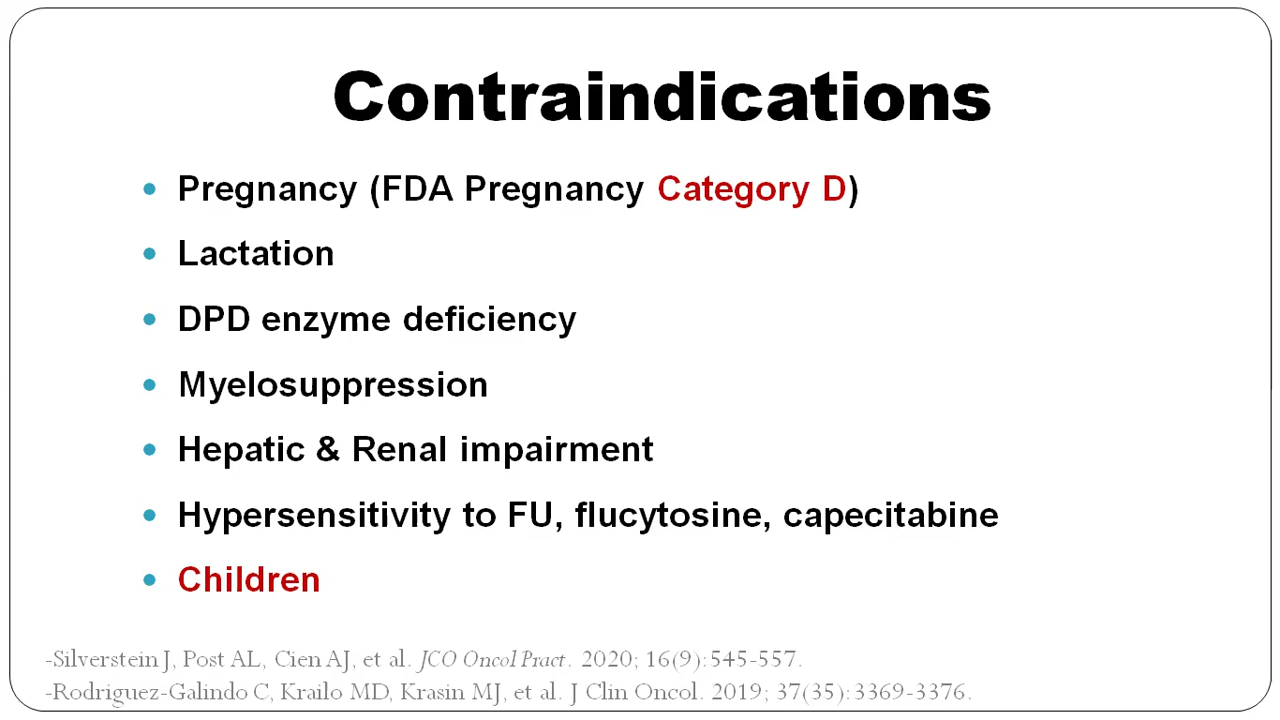 Contraindications
• Pregnancy (FDA Pregnancy Category D)
• Lactation
• DPD enzyme deficiency
• Myelosuppression
• Hepatic & Renal impairment
• Hypersensitivity to FU, flucytosine, capecitabine
• Children
-Silverstein J, Post AL, Cien AJ, et al. JCO Oncol Pract. 2020; 16(9):545-557.
-Rodriguez-Galindo C, Krailo MD, Krasin MJ, et al. J Clin Oncol. 2019; 37(35):3369-3376.